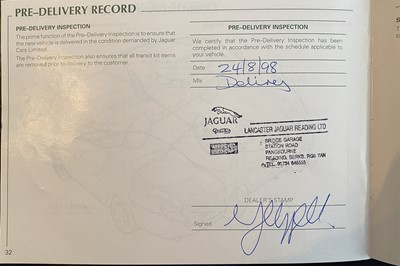 PRE-DELIVERY RECORD
PRE-DELIVERY INSPECTION
The prime function of the Pre-Delivery Inspection is to ensure that
the new vehicle is delivered in the condition demanded by Jaguar
Cars Limited.
The Pre-Delivery Inspection also ensures that all transit kit items
are removed prior to delivery to the customer.
PRE-DELIVERY INSPECTION
We certify that the Pre-Delivery Inspection has been
completed in accordance with the schedule applicable to
your vehicle.
Date 24/8/98
Mls Delivery
JAGUAR
LANCASTER JAGUAR READING LTD
BRIDGE GARAGE
STATION ROAD
PANGBOURNE
READING, BERKS. RG8 7AN
TEL. 01734
DEALER'S STAMP
Signed
32